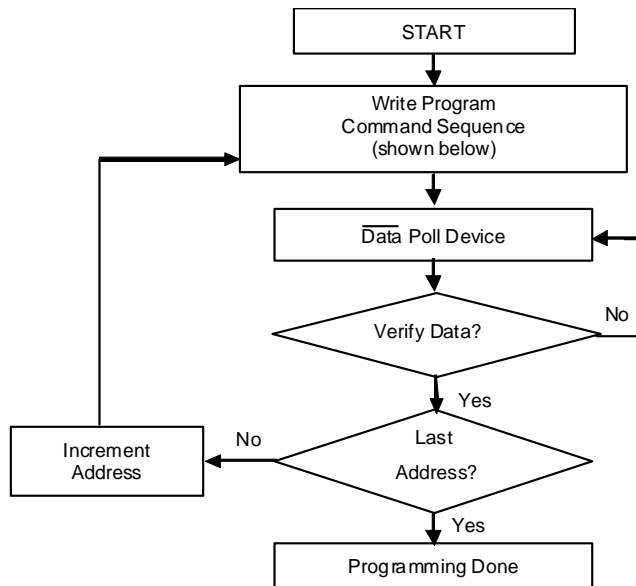 START
Write Program
Command Sequence
(shown below)
Data Poll Device
Verify Data?
No
Yes
Increment
Address
No
Last
Address?
Yes
Programming Done